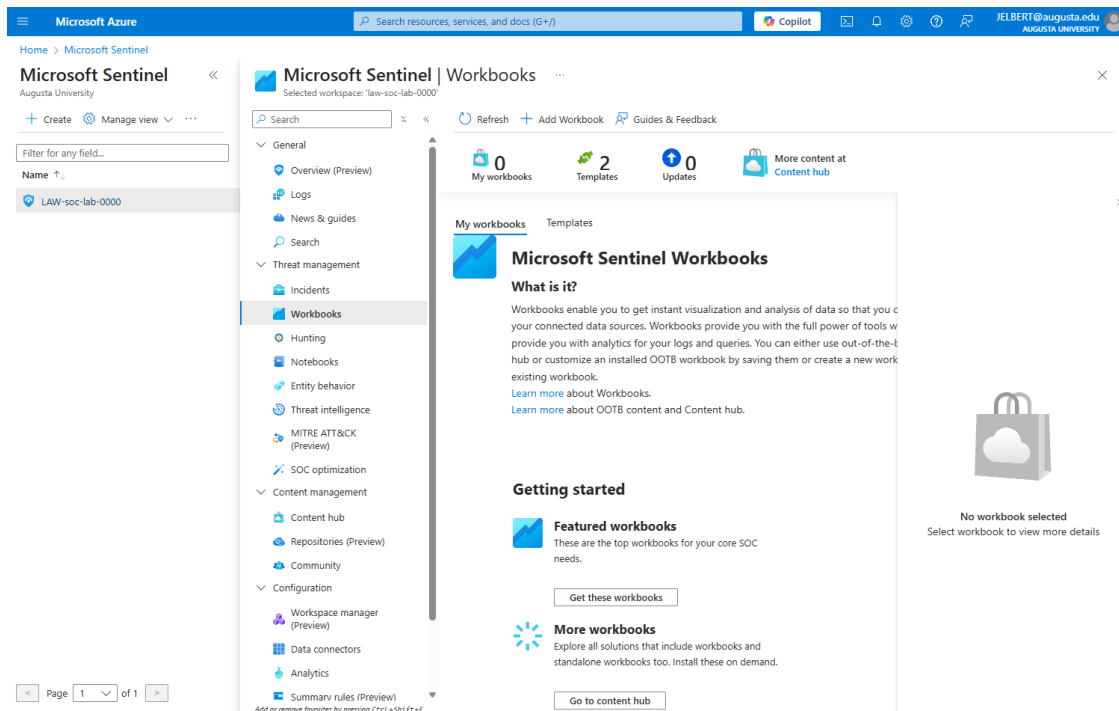 Microsoft Azure
Search resources, services, and docs (G+/)
Copilot
JELBERT@augusta.edu
AUGUSTA UNIVERSITY
Home > Microsoft Sentinel
Microsoft Sentinel
Augusta University
Create
Manage view
Filter for any field...
Name ↑↓
LAW-soc-lab-0000
< Page 1 of 1 >
Microsoft Sentinel | Workbooks ...
Selected workspace: 'law-soc-lab-0000'
Search
General
Overview (Preview)
Logs
News & guides
Search
Threat management
Incidents
Workbooks
Hunting
Notebooks
Entity behavior
Threat intelligence
MITRE ATT&CK
(Preview)
SOC optimization
Content management
Content hub
Repositories (Preview)
Community
Configuration
Workspace manager
(Preview)
Data connectors
Analytics
Summary rules (Preview)
Add or remove favorites by pressing Ctrl+Shift+F
Refresh
Add Workbook
Guides & Feedback
0
My workbooks
2
Templates
0
Updates
More content at
Content hub
My workbooks
Templates
Microsoft Sentinel Workbooks
What is it?
Workbooks enable you to get instant visualization and analysis of data so that you c
your connected data sources. Workbooks provide you with the full power of tools w
provide you with analytics for your logs and queries. You can either use out-of-the-b
hub or customize an installed OOTB workbook by saving them or create a new work
existing workbook.
Learn more about Workbooks.
Learn more about OOTB content and Content hub.
Getting started
Featured workbooks
These are the top workbooks for your core SOC
needs.
Get these workbooks
More workbooks
Explore all solutions that include workbooks and
standalone workbooks too. Install these on demand.
Go to content hub
No workbook selected
Select workbook to view more details